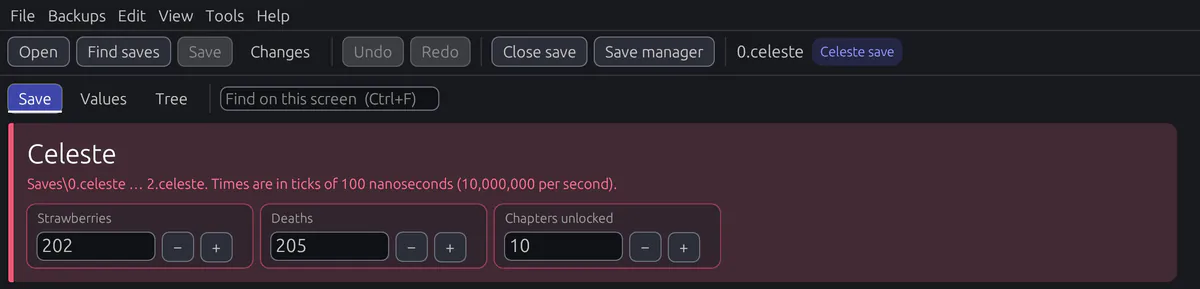 File Backups Edit View Tools Help
Open Find saves Save Changes Undo Redo Close save Save manager 0.celeste Celeste save
Save Values Tree Find on this screen (Ctrl+F)
Celeste
Saves\0.celeste … 2.celeste. Times are in ticks of 100 nanoseconds (10,000,000 per second).
Strawberries Deaths Chapters unlocked
202 − + 205 − + 10 − +